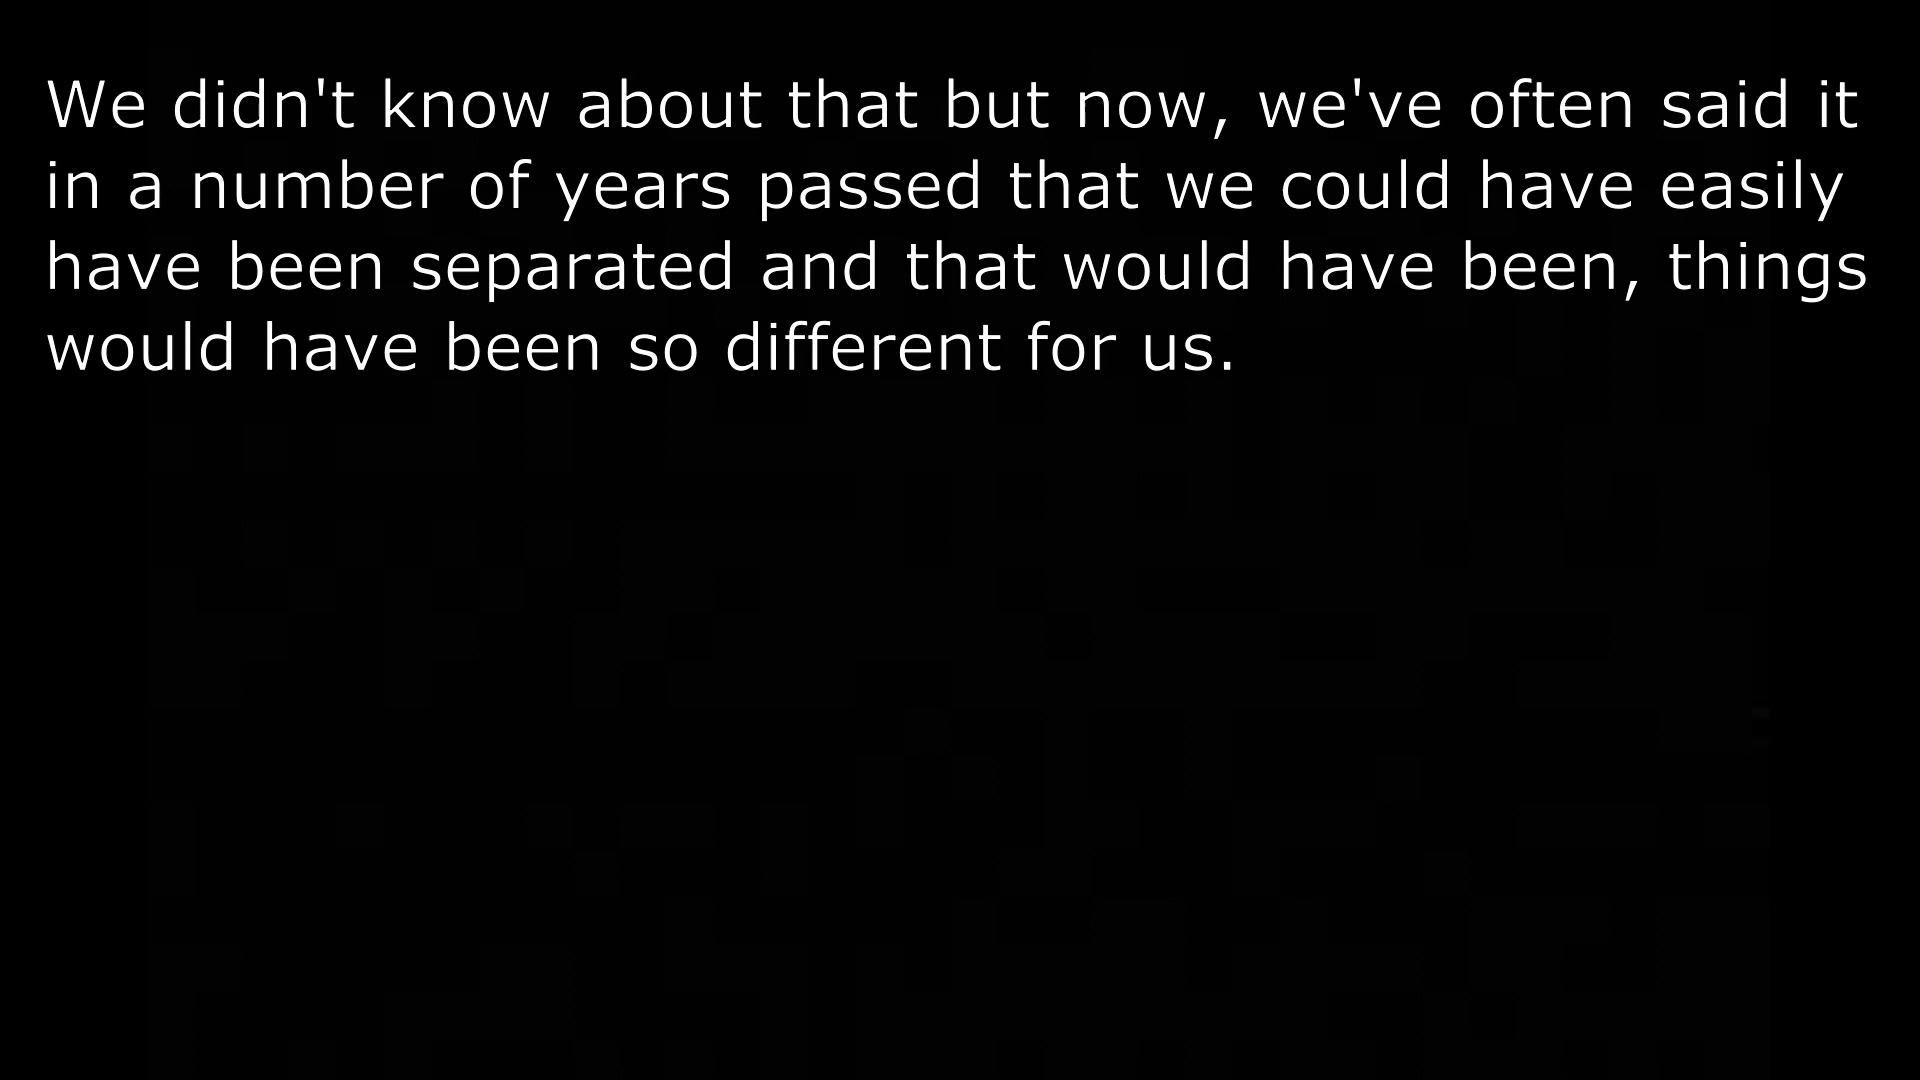 We didn't know about that but now, we've often said it
in a number of years passed that we could have easily
have been separated and that would have been, things
would have been so different for us.